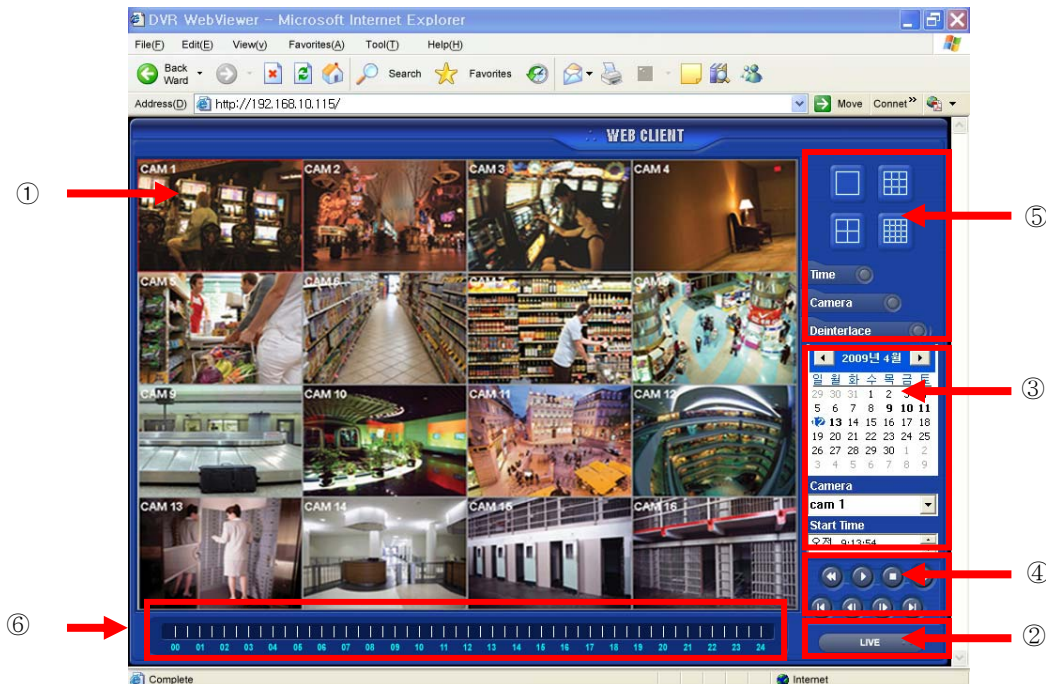 DVR WebViewer - Microsoft Internet Explorer
File(F) Edit(E) View(v) Favorites(A) Tool(T) Help(H)
Back Ward Search Favorites
Address(D) http://192.168.10.115/ Move Connet »
WEB CLIENT
CAM 1 CAM 2 CAM 3 CAM 4
①
⑤
Time
Camera
Deinterlace
CAM 5 CAM 6
2009년 4월
일 월 화 수 목 금 토
29 30 31 1 2 3
③
5 6 7 8 9 10 11
12 13 14 15 16 17 18
19 20 21 22 23 24 25
26 27 28 29 30 1 2
3 4 5 6 7 8 9
CAM 9 CAM 10 CAM 11 CAM 12
Camera
cam 1
Start Time
오전 9:13:54
CAM 13 CAM 14 CAM 15 CAM 16
④
⑥
00 01 02 03 04 05 06 07 08 09 10 11 12 13 14 15 16 17 18 19 20 21 22 23 24
LIVE
②
Complete Internet